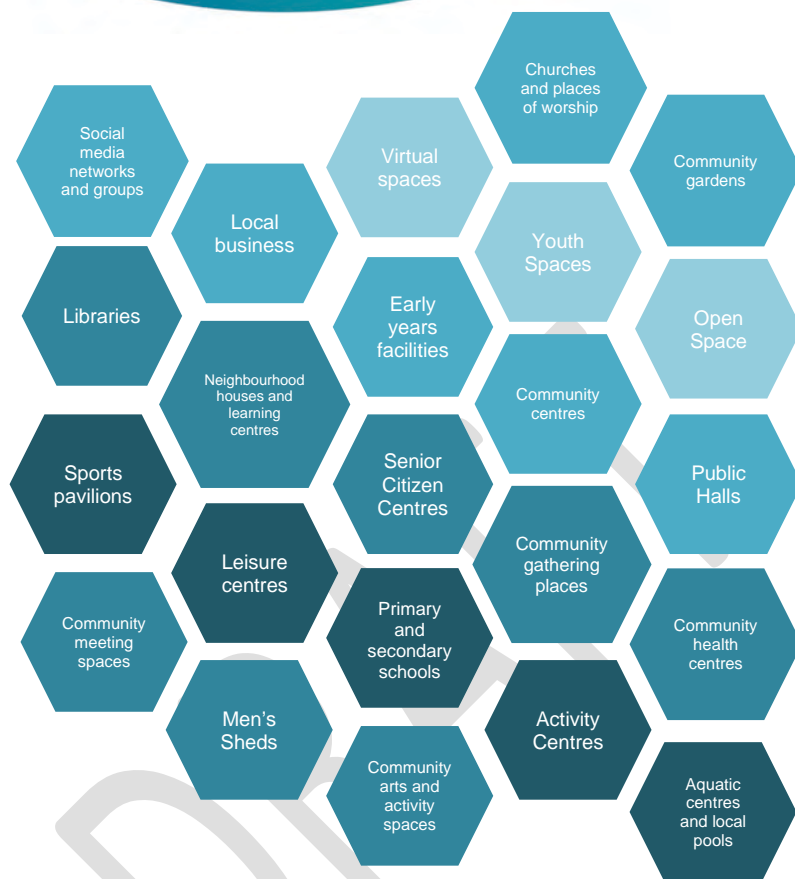 Churches
and places
of worship
Social
media
networks
and groups
Virtual
spaces
Community
gardens
Local
business
Youth
Spaces
Libraries
Early
years
facilities
Open
Space
Neighbourhood
houses and
learning
centres
Community
centres
Sports
pavilions
Senior
Citizen
Centres
Public
Halls
Leisure
centres
Community
gathering
places
Community
meeting
spaces
Primary
and
secondary
schools
Community
health
centres
Men's
Sheds
Activity
Centres
Community
arts and
activity
spaces
Aquatic
centres
and local
pools